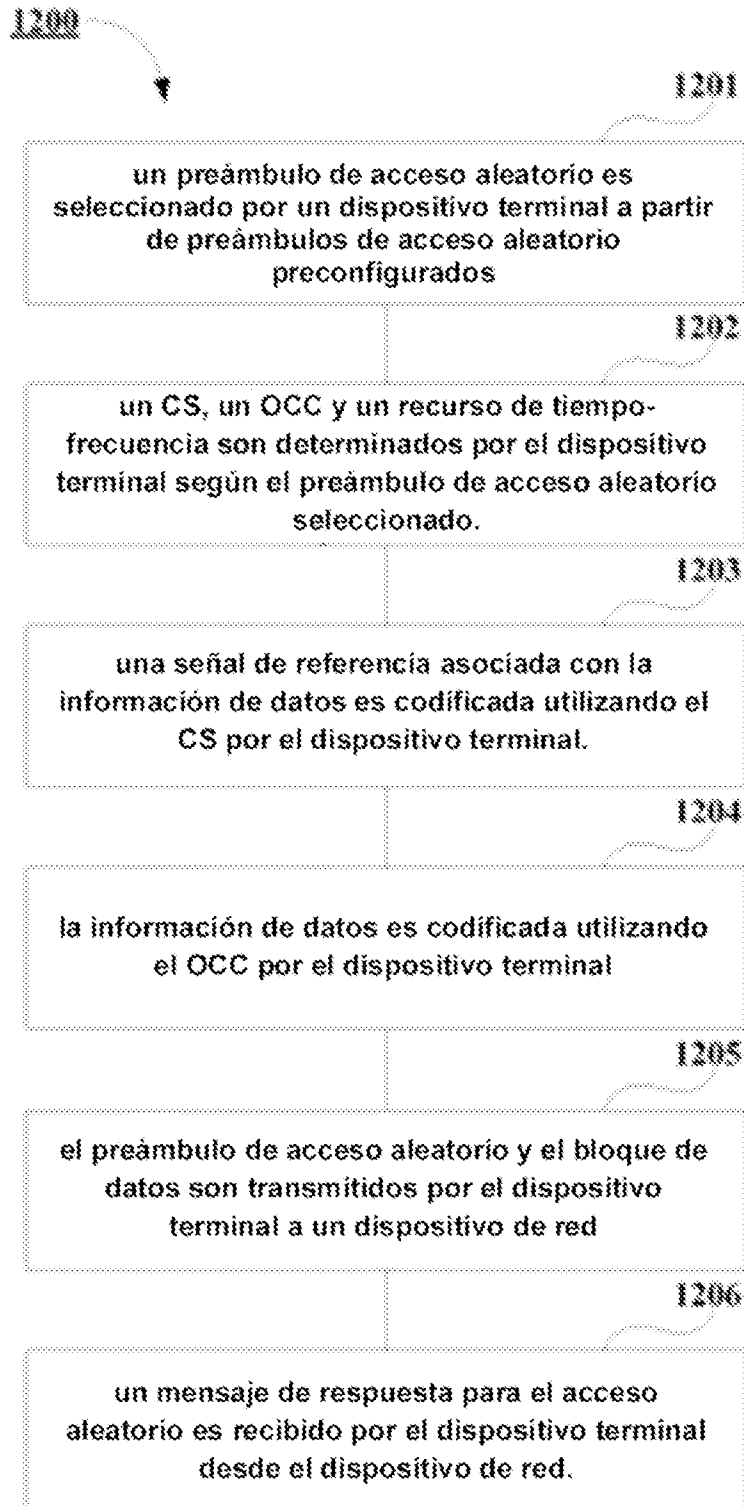 1200
1201
un preámbulo de acceso aleatorio es
seleccionado por un dispositivo terminal a partir
de preámbulos de acceso aleatorio
preconfigurados
1202
un CS, un OCC y un recurso de tiempo-
frecuencia son determinados por el dispositivo
terminal según el preámbulo de acceso aleatorio
seleccionado.
1203
una señal de referencia asociada con la
información de datos es codificada utilizando el
CS por el dispositivo terminal.
1204
la información de datos es codificada utilizando
el OCC por el dispositivo terminal
1205
el preámbulo de acceso aleatorio y el bloque de
datos son transmitidos por el dispositivo
terminal a un dispositivo de red
1206
un mensaje de respuesta para el acceso
aleatorio es recibido por el dispositivo terminal
desde el dispositivo de red.